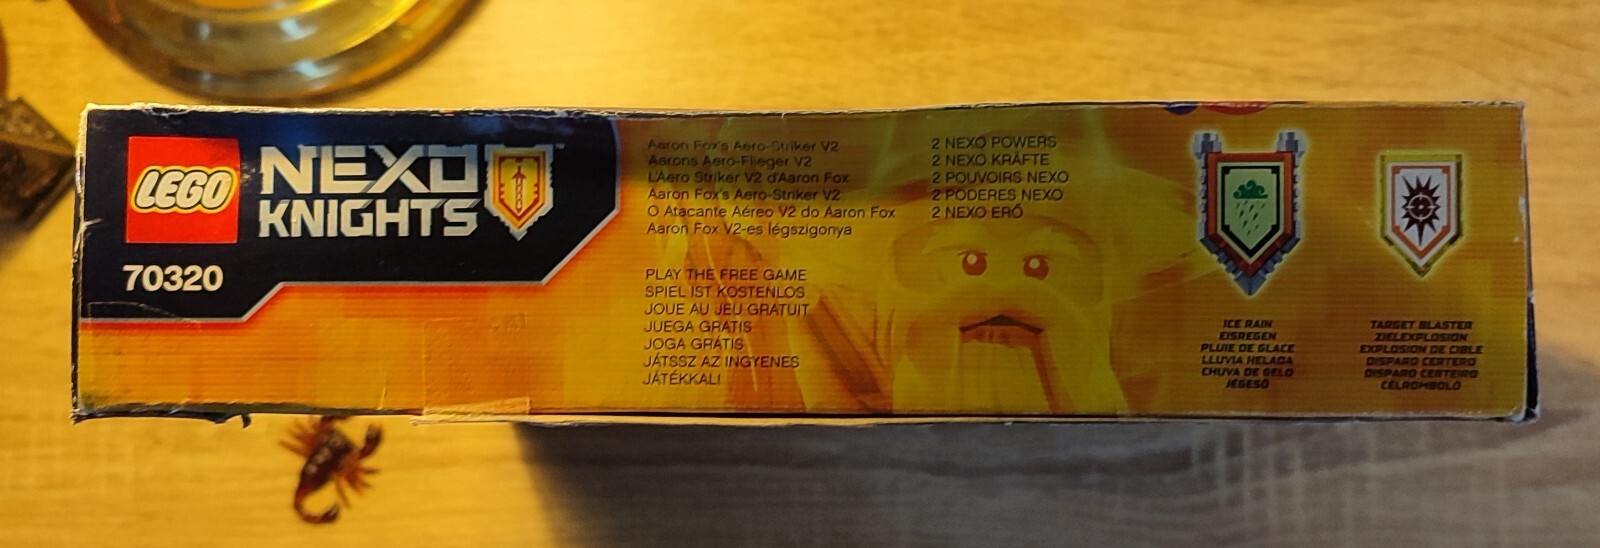 LEGO
NEXO
KNIGHTS
™
70320
Aaron Fox's Aero-Striker V2
Aarons Aero-Flieger V2
L'Aero Striker V2 d'Aaron Fox
Aaron Fox's Aero-Striker V2
O Atacante Aéreo V2 do Aaron Fox
Aaron Fox V2-es légszigonya
PLAY THE FREE GAME
SPIEL IST KOSTENLOS
JOUE AU JEU GRATUIT
JUEGA GRATIS
JOGA GRÁTIS
JÁTSSZ AZ INGYENES
JÁTÉKKAL!
2 NEXO POWERS
2 NEXO KRÄFTE
2 POUVOIRS NEXO
2 PODERES NEXO
2 NEXO ERŐ
ICE RAIN
EISREGEN
PLUIE DE GLACE
LLUVIA HELADA
CHUVA DE GELO
JÉGESŐ
TARGET BLASTER
ZIELEXPLOSION
EXPLOSION DE CIBLE
DISPARO CERTERO
DISPARO CERTEIRO
CÉLROMBOLÓ